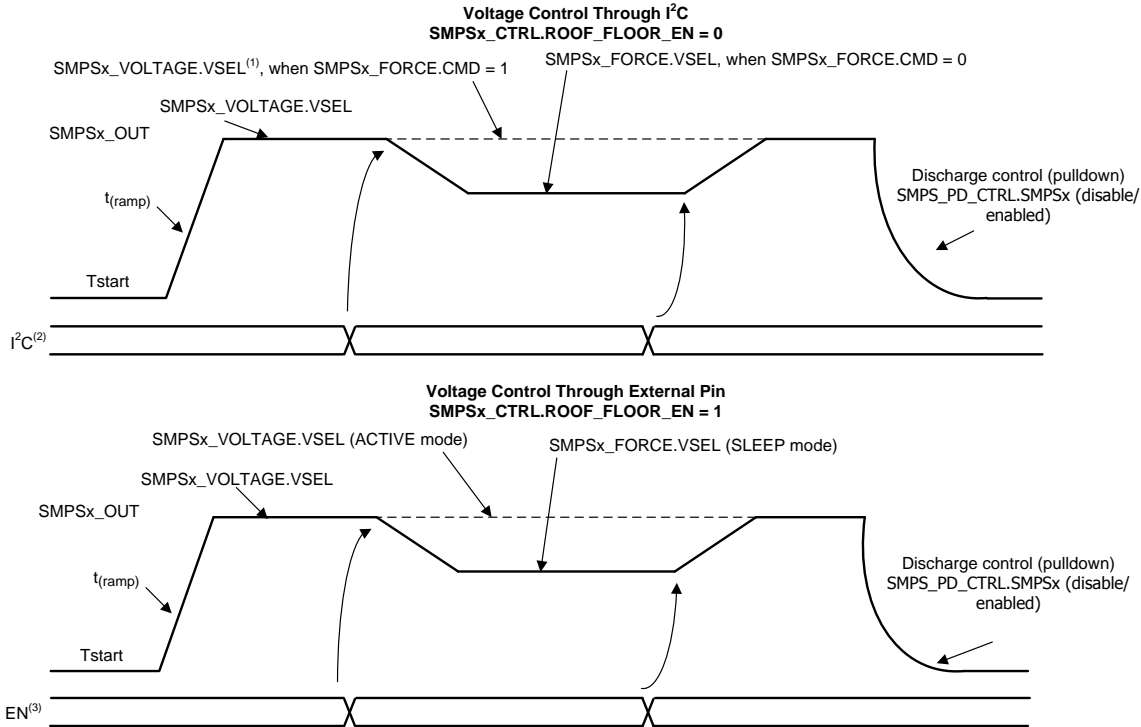 Voltage Control Through I²C
SMPSx_CTRL.ROOF_FLOOR_EN = 0
SMPSx_VOLTAGE.VSEL(1), when SMPSx_FORCE.CMD = 1
SMPSx_FORCE.VSEL, when SMPSx_FORCE.CMD = 0
SMPSx_VOLTAGE.VSEL
SMPSx_OUT
t(ramp)
Discharge control (pulldown)
SMPS_PD_CTRL.SMPSx (disable/
enabled)
Tstart
I²C(2)
Voltage Control Through External Pin
SMPSx_CTRL.ROOF_FLOOR_EN = 1
SMPSx_VOLTAGE.VSEL (ACTIVE mode)
SMPSx_FORCE.VSEL (SLEEP mode)
SMPSx_VOLTAGE.VSEL
SMPSx_OUT
t(ramp)
Discharge control (pulldown)
SMPS_PD_CTRL.SMPSx (disable/
enabled)
Tstart
EN(3)